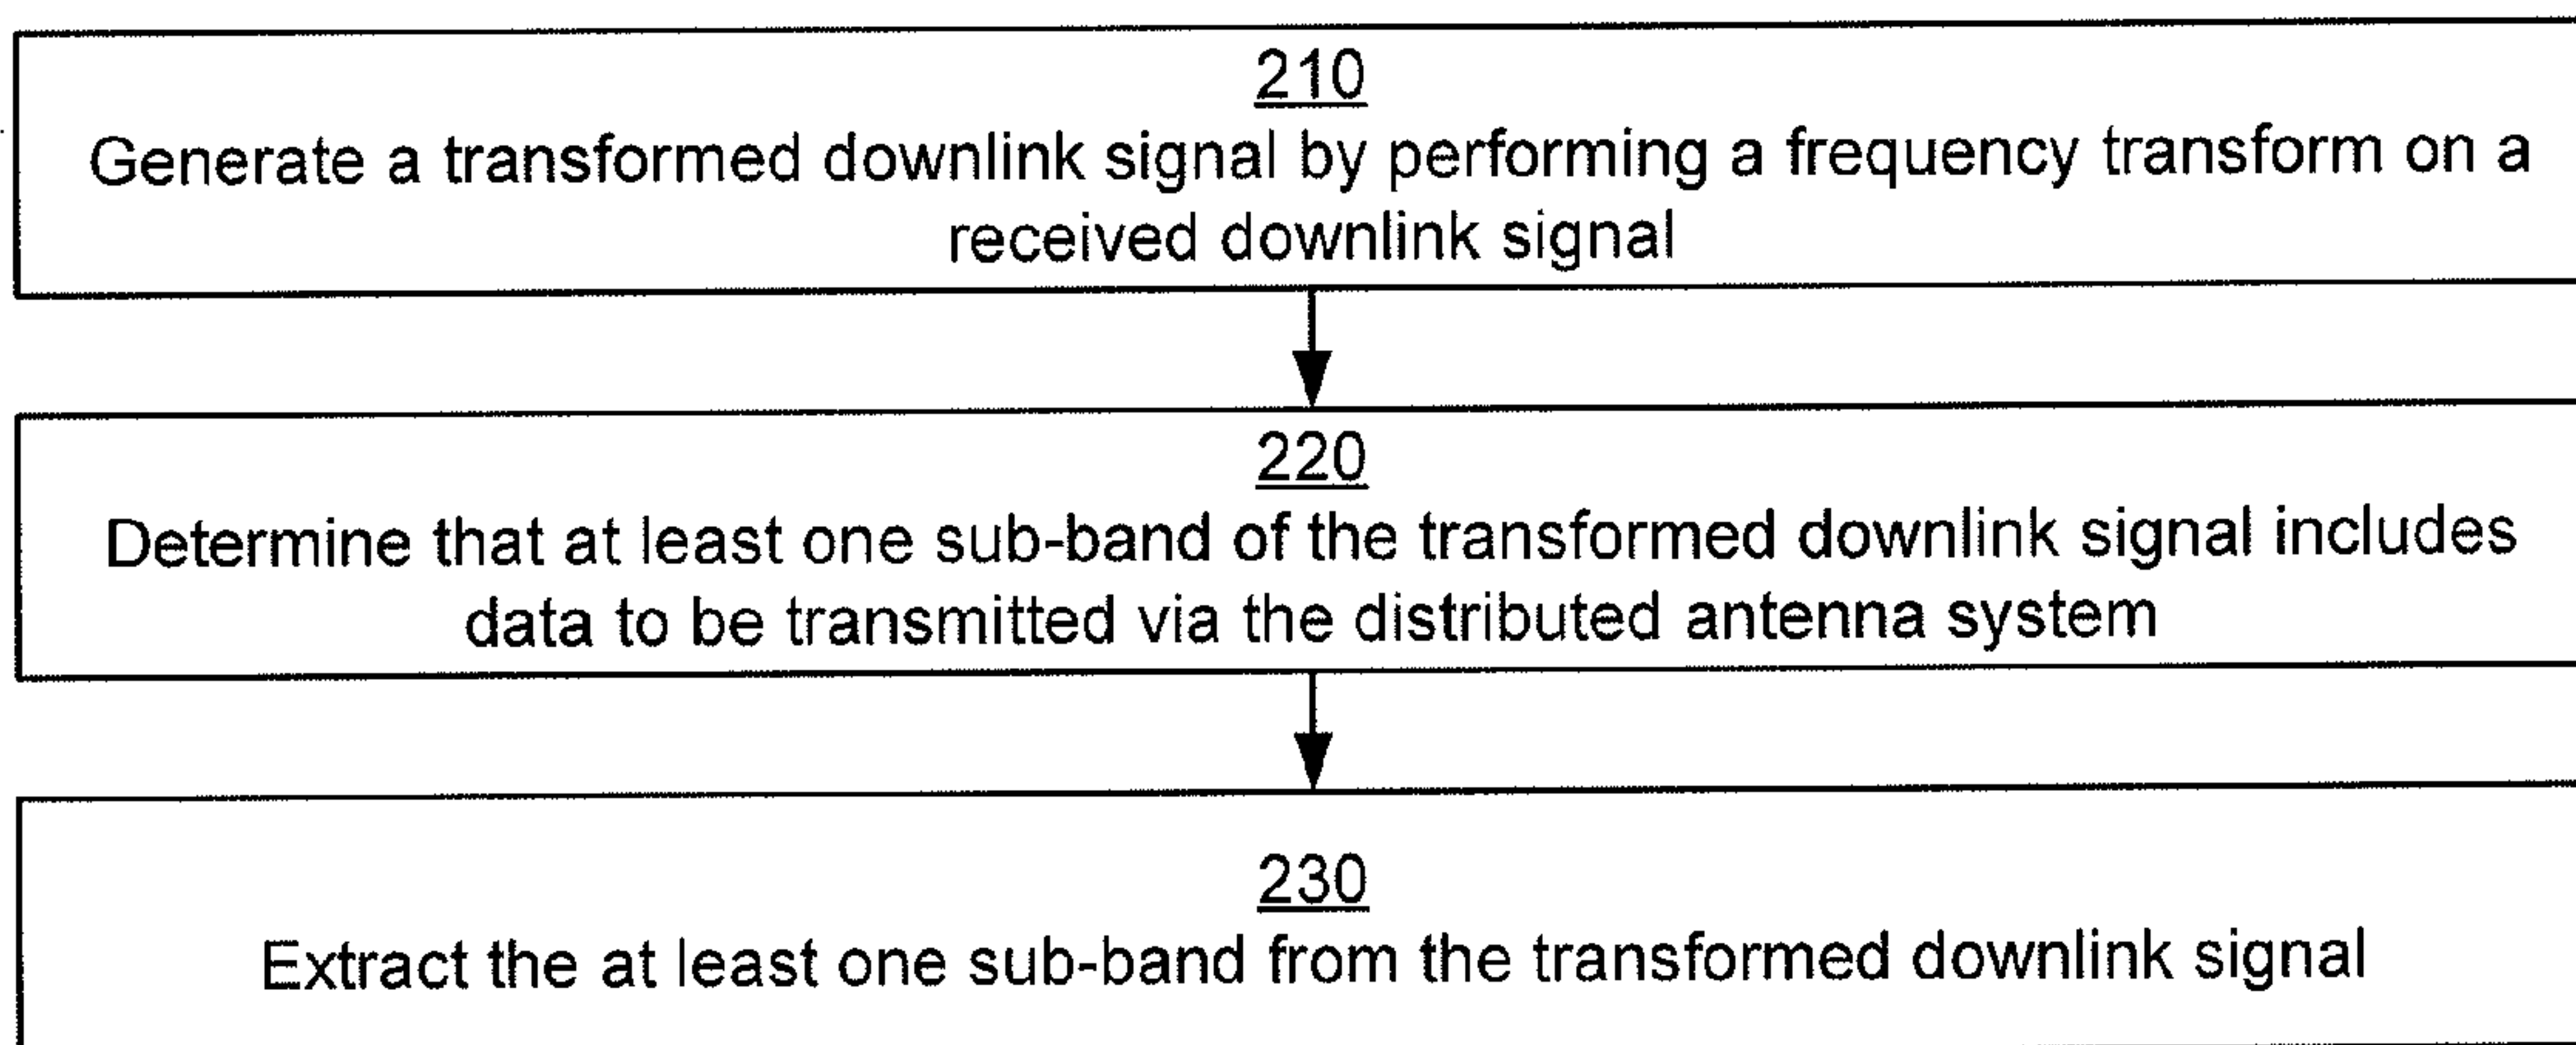 210
Generate a transformed downlink signal by performing a frequency transform on a
received downlink signal
220
Determine that at least one sub-band of the transformed downlink signal includes
data to be transmitted via the distributed antenna system
230
Extract the at least one sub-band from the transformed downlink signal